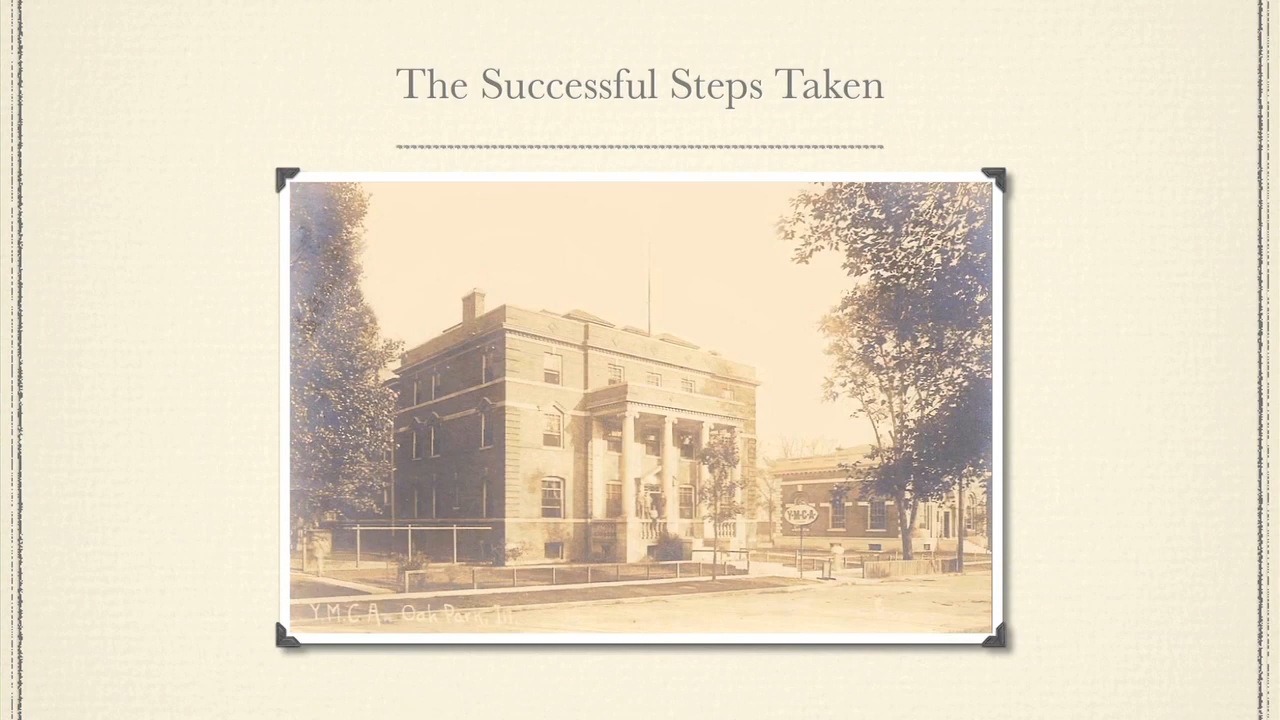 The Successful Steps Taken
Y-M-C-A
Y.M.C.A., Oak Park, Ill.